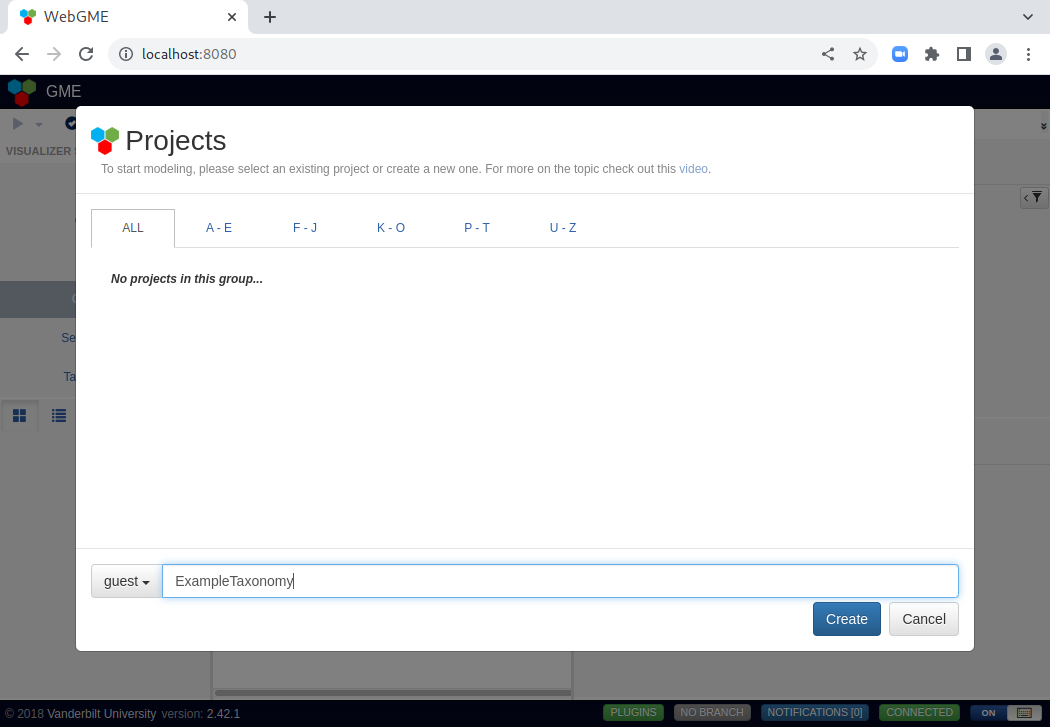 WebGME
localhost:8080
GME
VISUALIZER
Projects
To start modeling, please select an existing project or create a new one. For more on the topic check out this video.
ALL A - E F - J K - O P - T U - Z
No projects in this group...
Se
Ta
guest ExampleTaxonomy
Create Cancel
© 2018 Vanderbilt University version: 2.42.1 PLUGINS NO BRANCH NOTIFICATIONS [0] CONNECTED ON